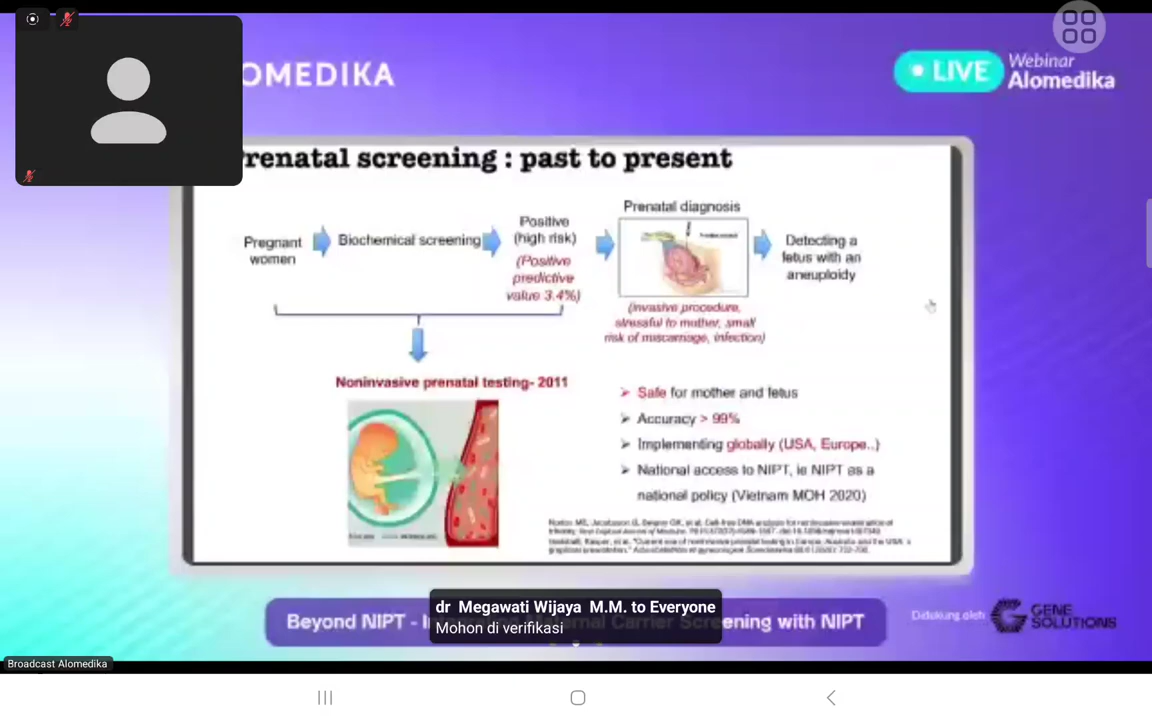 OMEDIKA
LIVE
Webinar
Alomedika
renatal screening : past to present
Pregnant
women
Biochemical screening
Positive
(high risk)
(Positive
predictive
value 3.4%)
Prenatal diagnosis
(invasive procedure,
stressful to mother, small
risk of miscarriage, infection)
Detecting a
fetus with an
aneuploidy
Noninvasive prenatal testing- 2011
➢ Safe for mother and fetus
➢ Accuracy > 99%
➢ Implementing globally (USA, Europe..)
➢ National access to NIPT, ie NIPT as a
national policy (Vietnam MOH 2020)
dr Megawati Wijaya M.M. to Everyone
Mohon di verifikasi
Beyond NIPT - Carrier Screening with NIPT
Didukung oleh
GENE
SOLUTIONS
Broadcast Alomedika